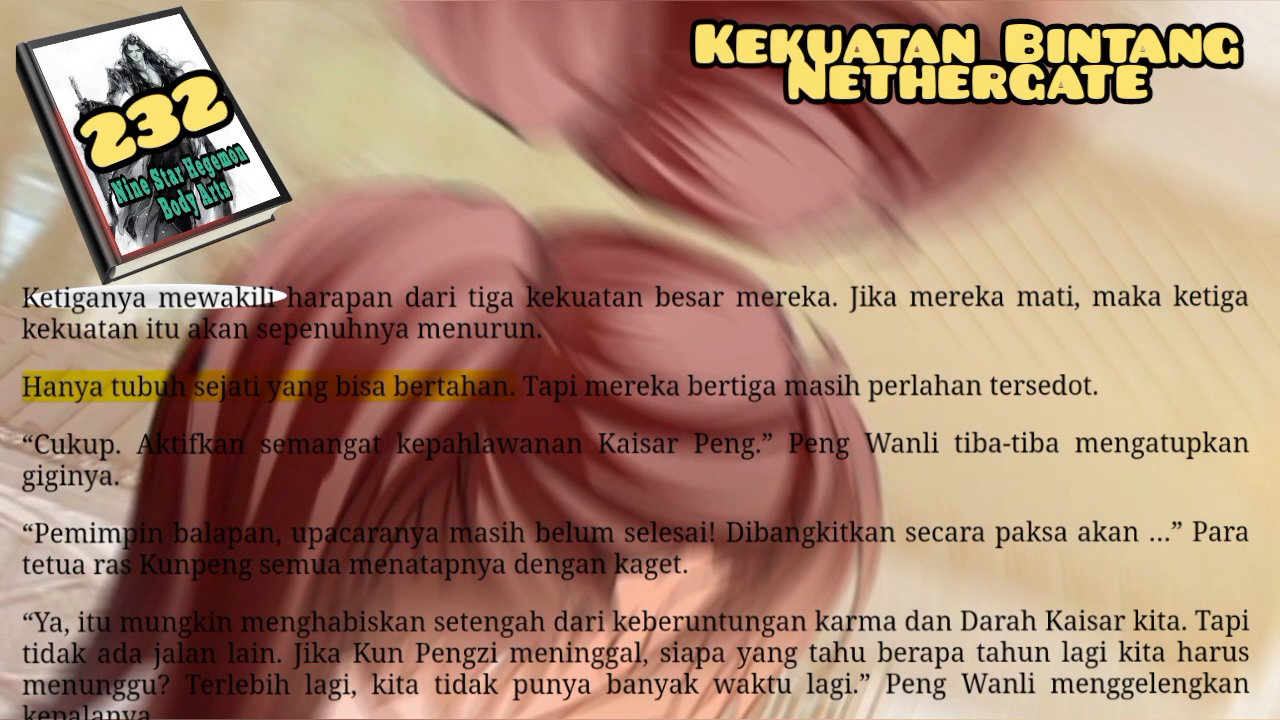 Kekuatan Bintang
Nethergate
232
Nine Star Hegemon
Body Arts
Ketiganya mewakili harapan dari tiga kekuatan besar mereka. Jika mereka mati, maka ketiga
kekuatan itu akan sepenuhnya menurun.
Hanya tubuh sejati yang bisa bertahan. Tapi mereka bertiga masih perlahan tersedot.
“Cukup. Aktifkan semangat kepahlawanan Kaisar Peng.” Peng Wanli tiba-tiba mengatupkan
giginya.
“Pemimpin balapan, upacaranya masih belum selesai! Dibangkitkan secara paksa akan ...” Para
tetua ras Kunpeng semua menatapnya dengan kaget.
“Ya, itu mungkin menghabiskan setengah dari keberuntungan karma dan Darah Kaisar kita. Tapi
tidak ada jalan lain. Jika Kun Pengzi meninggal, siapa yang tahu berapa tahun lagi kita harus
menunggu? Terlebih lagi, kita tidak punya banyak waktu lagi.” Peng Wanli menggelengkan
kepalanya